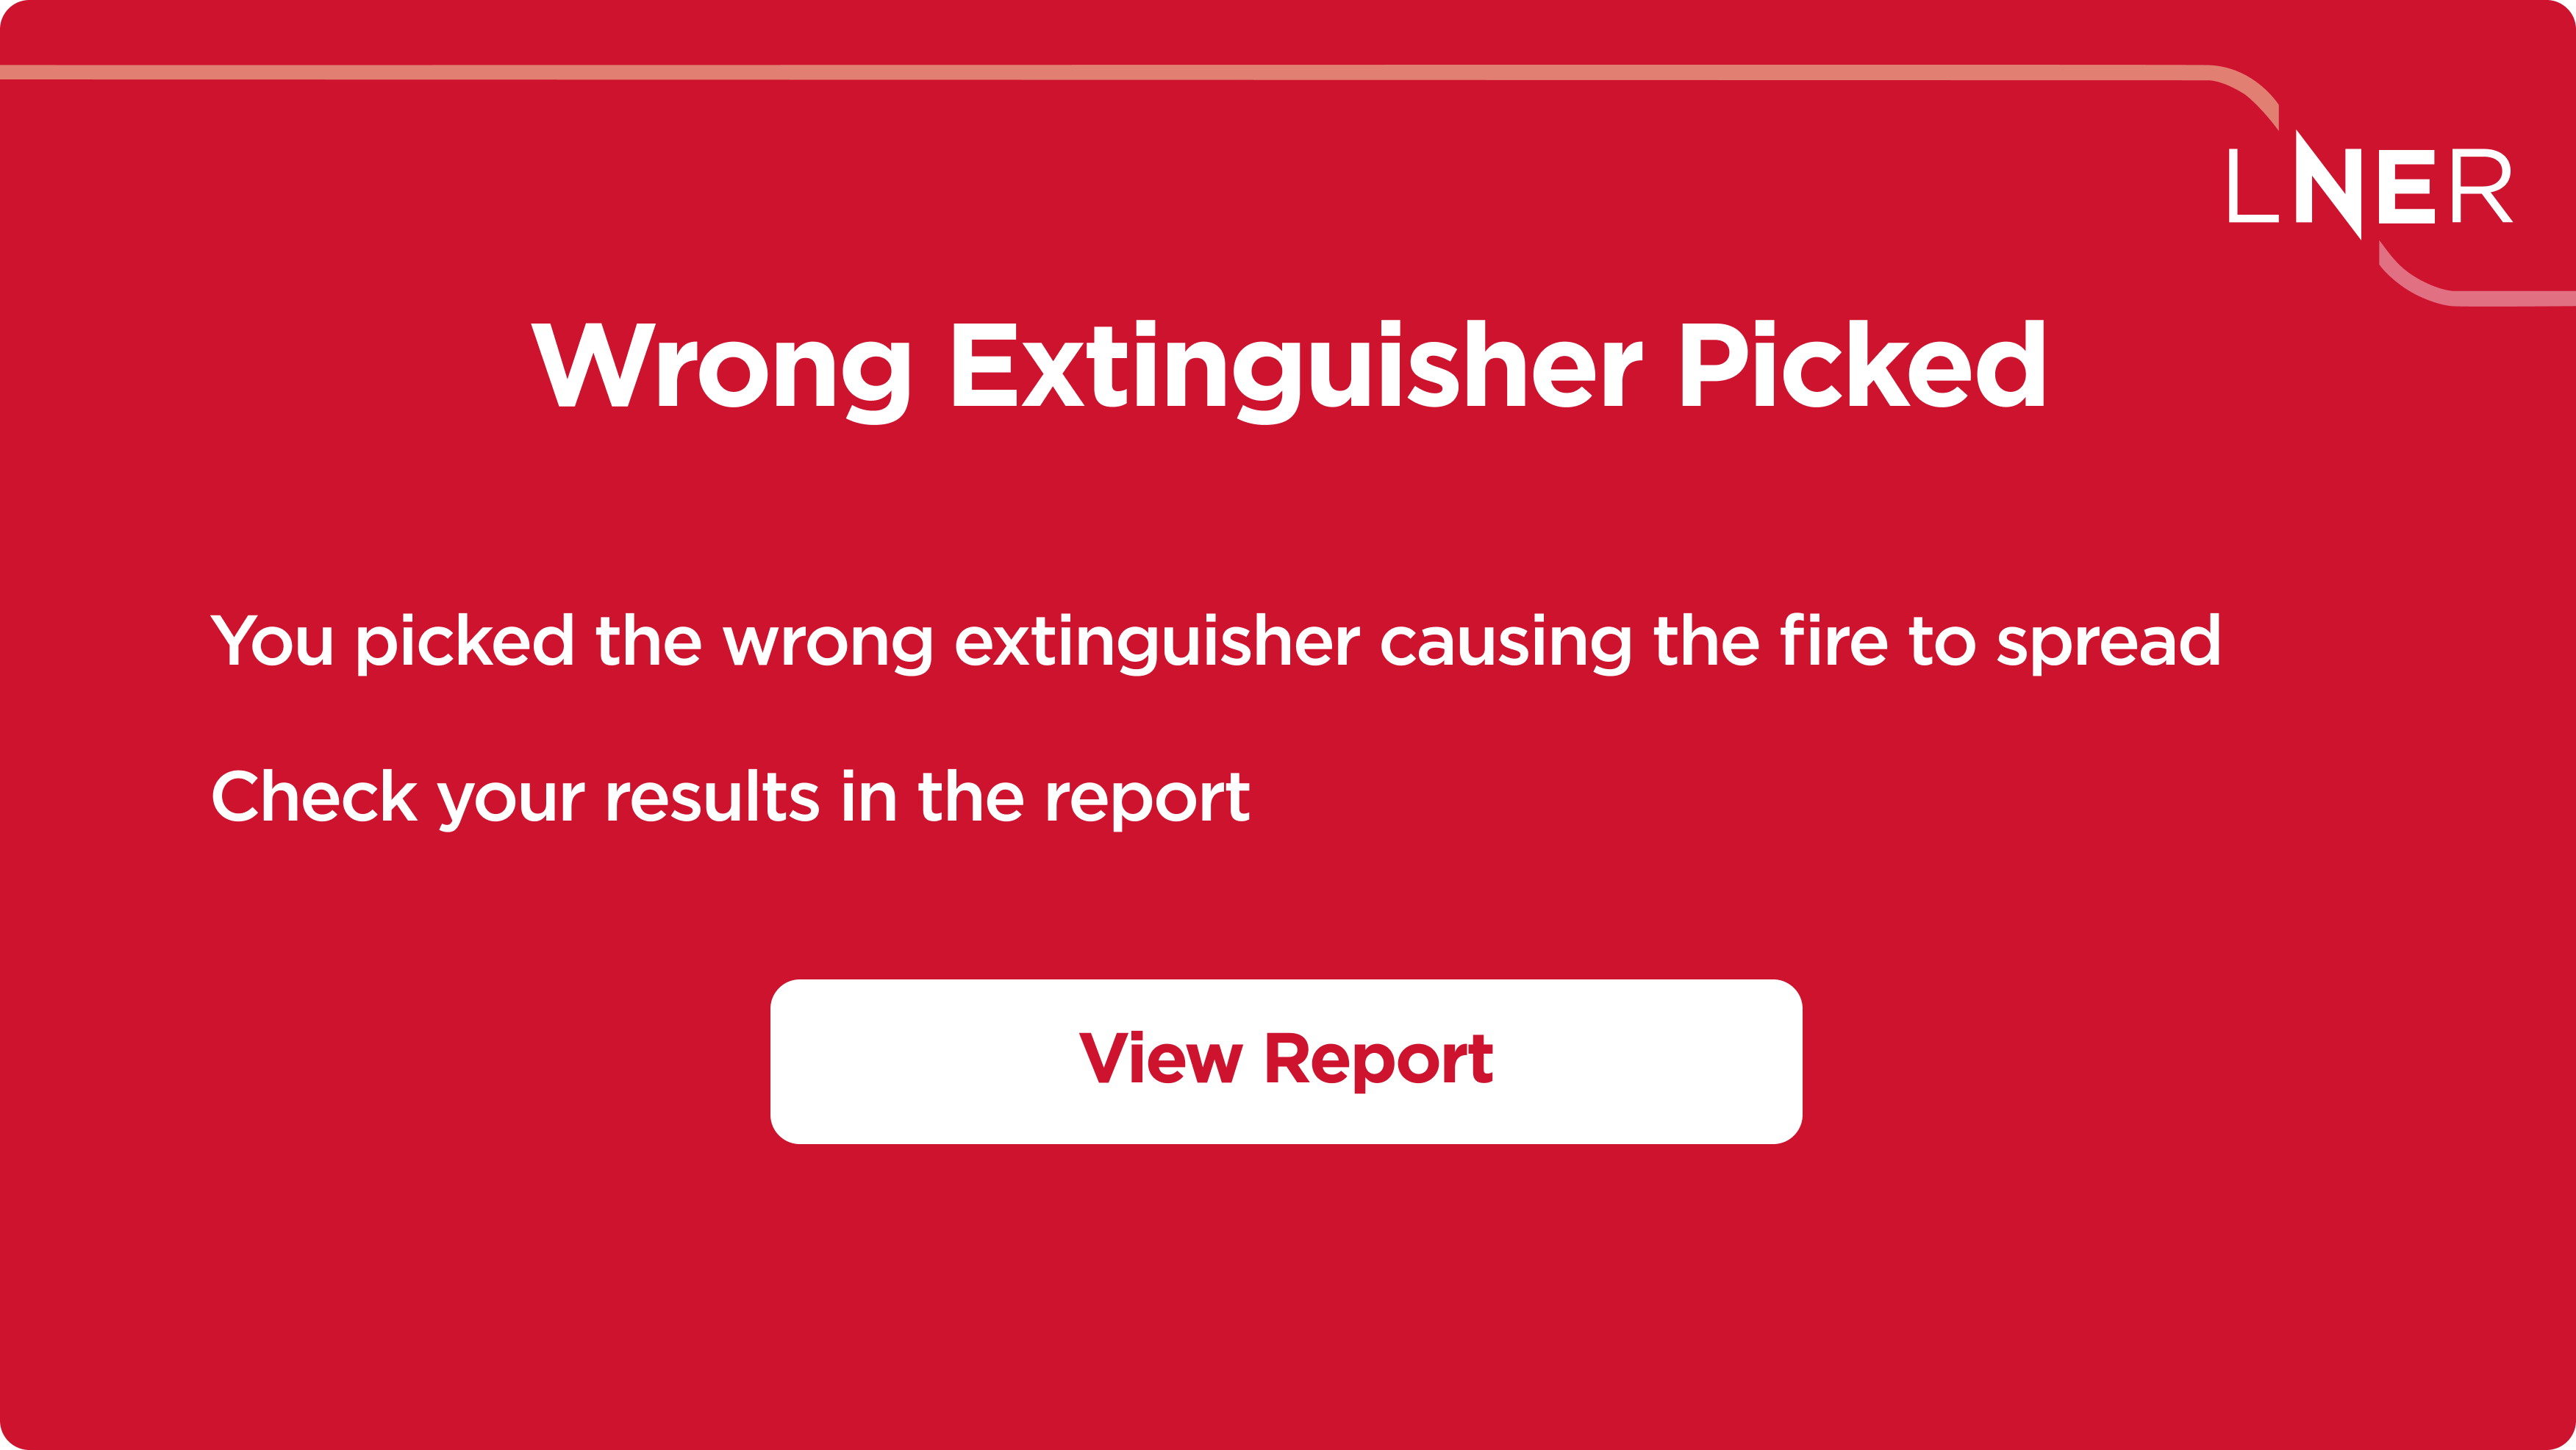 LNER
Wrong Extinguisher Picked
You picked the wrong extinguisher causing the fire to spread
Check your results in the report
View Report